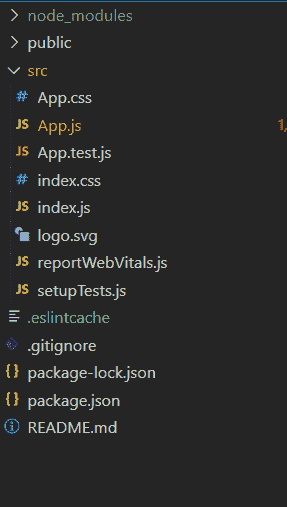 node_modules
public
src
# App.css
JS App.js 1,
JS App.test.js
# index.css
JS index.js
logo.svg
JS reportWebVitals.js
JS setupTests.js
.eslintcache
.gitignore
{} package-lock.json
{} package.json
README.md